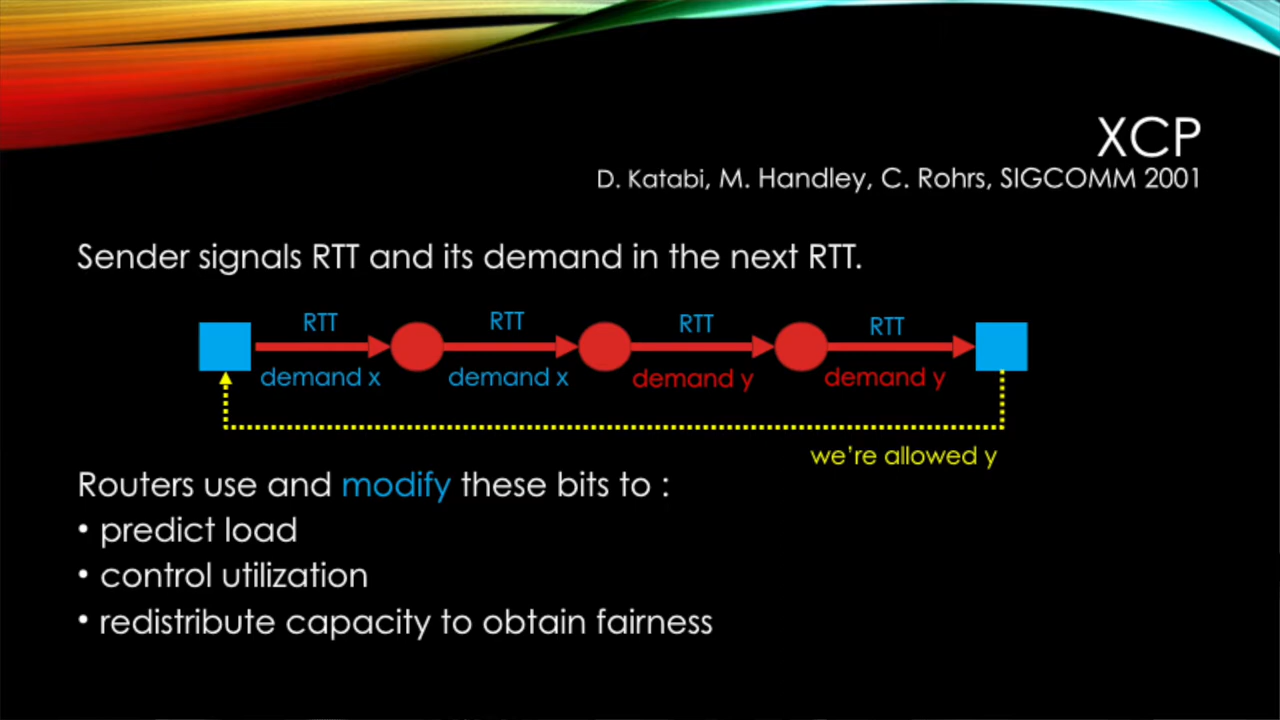 XCP
D. Katabi, M. Handley, C. Rohrs, SIGCOMM 2001
Sender signals RTT and its demand in the next RTT.
RTT RTT RTT RTT
demand x demand x demand y demand y
we're allowed y
Routers use and modify these bits to :
• predict load
• control utilization
• redistribute capacity to obtain fairness